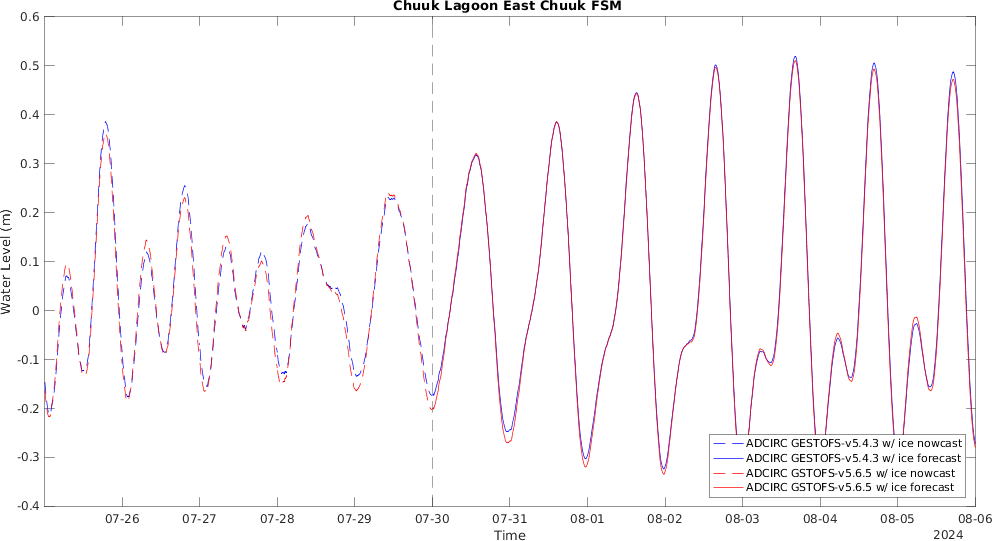 Chuuk Lagoon East Chuuk FSM
0.6
0.5
0.4
0.3
0.2
0.1
0
-0.1
-0.2
-0.3
-0.4
Water Level (m)
ADCIRC GESTOFS-v5.4.3 w/ ice nowcast
ADCIRC GESTOFS-v5.4.3 w/ ice forecast
ADCIRC GSTOFS-v5.6.5 w/ ice nowcast
ADCIRC GSTOFS-v5.6.5 w/ ice forecast
07-26 07-27 07-28 07-29 07-30 07-31 08-01 08-02 08-03 08-04 08-05 08-06
Time
2024